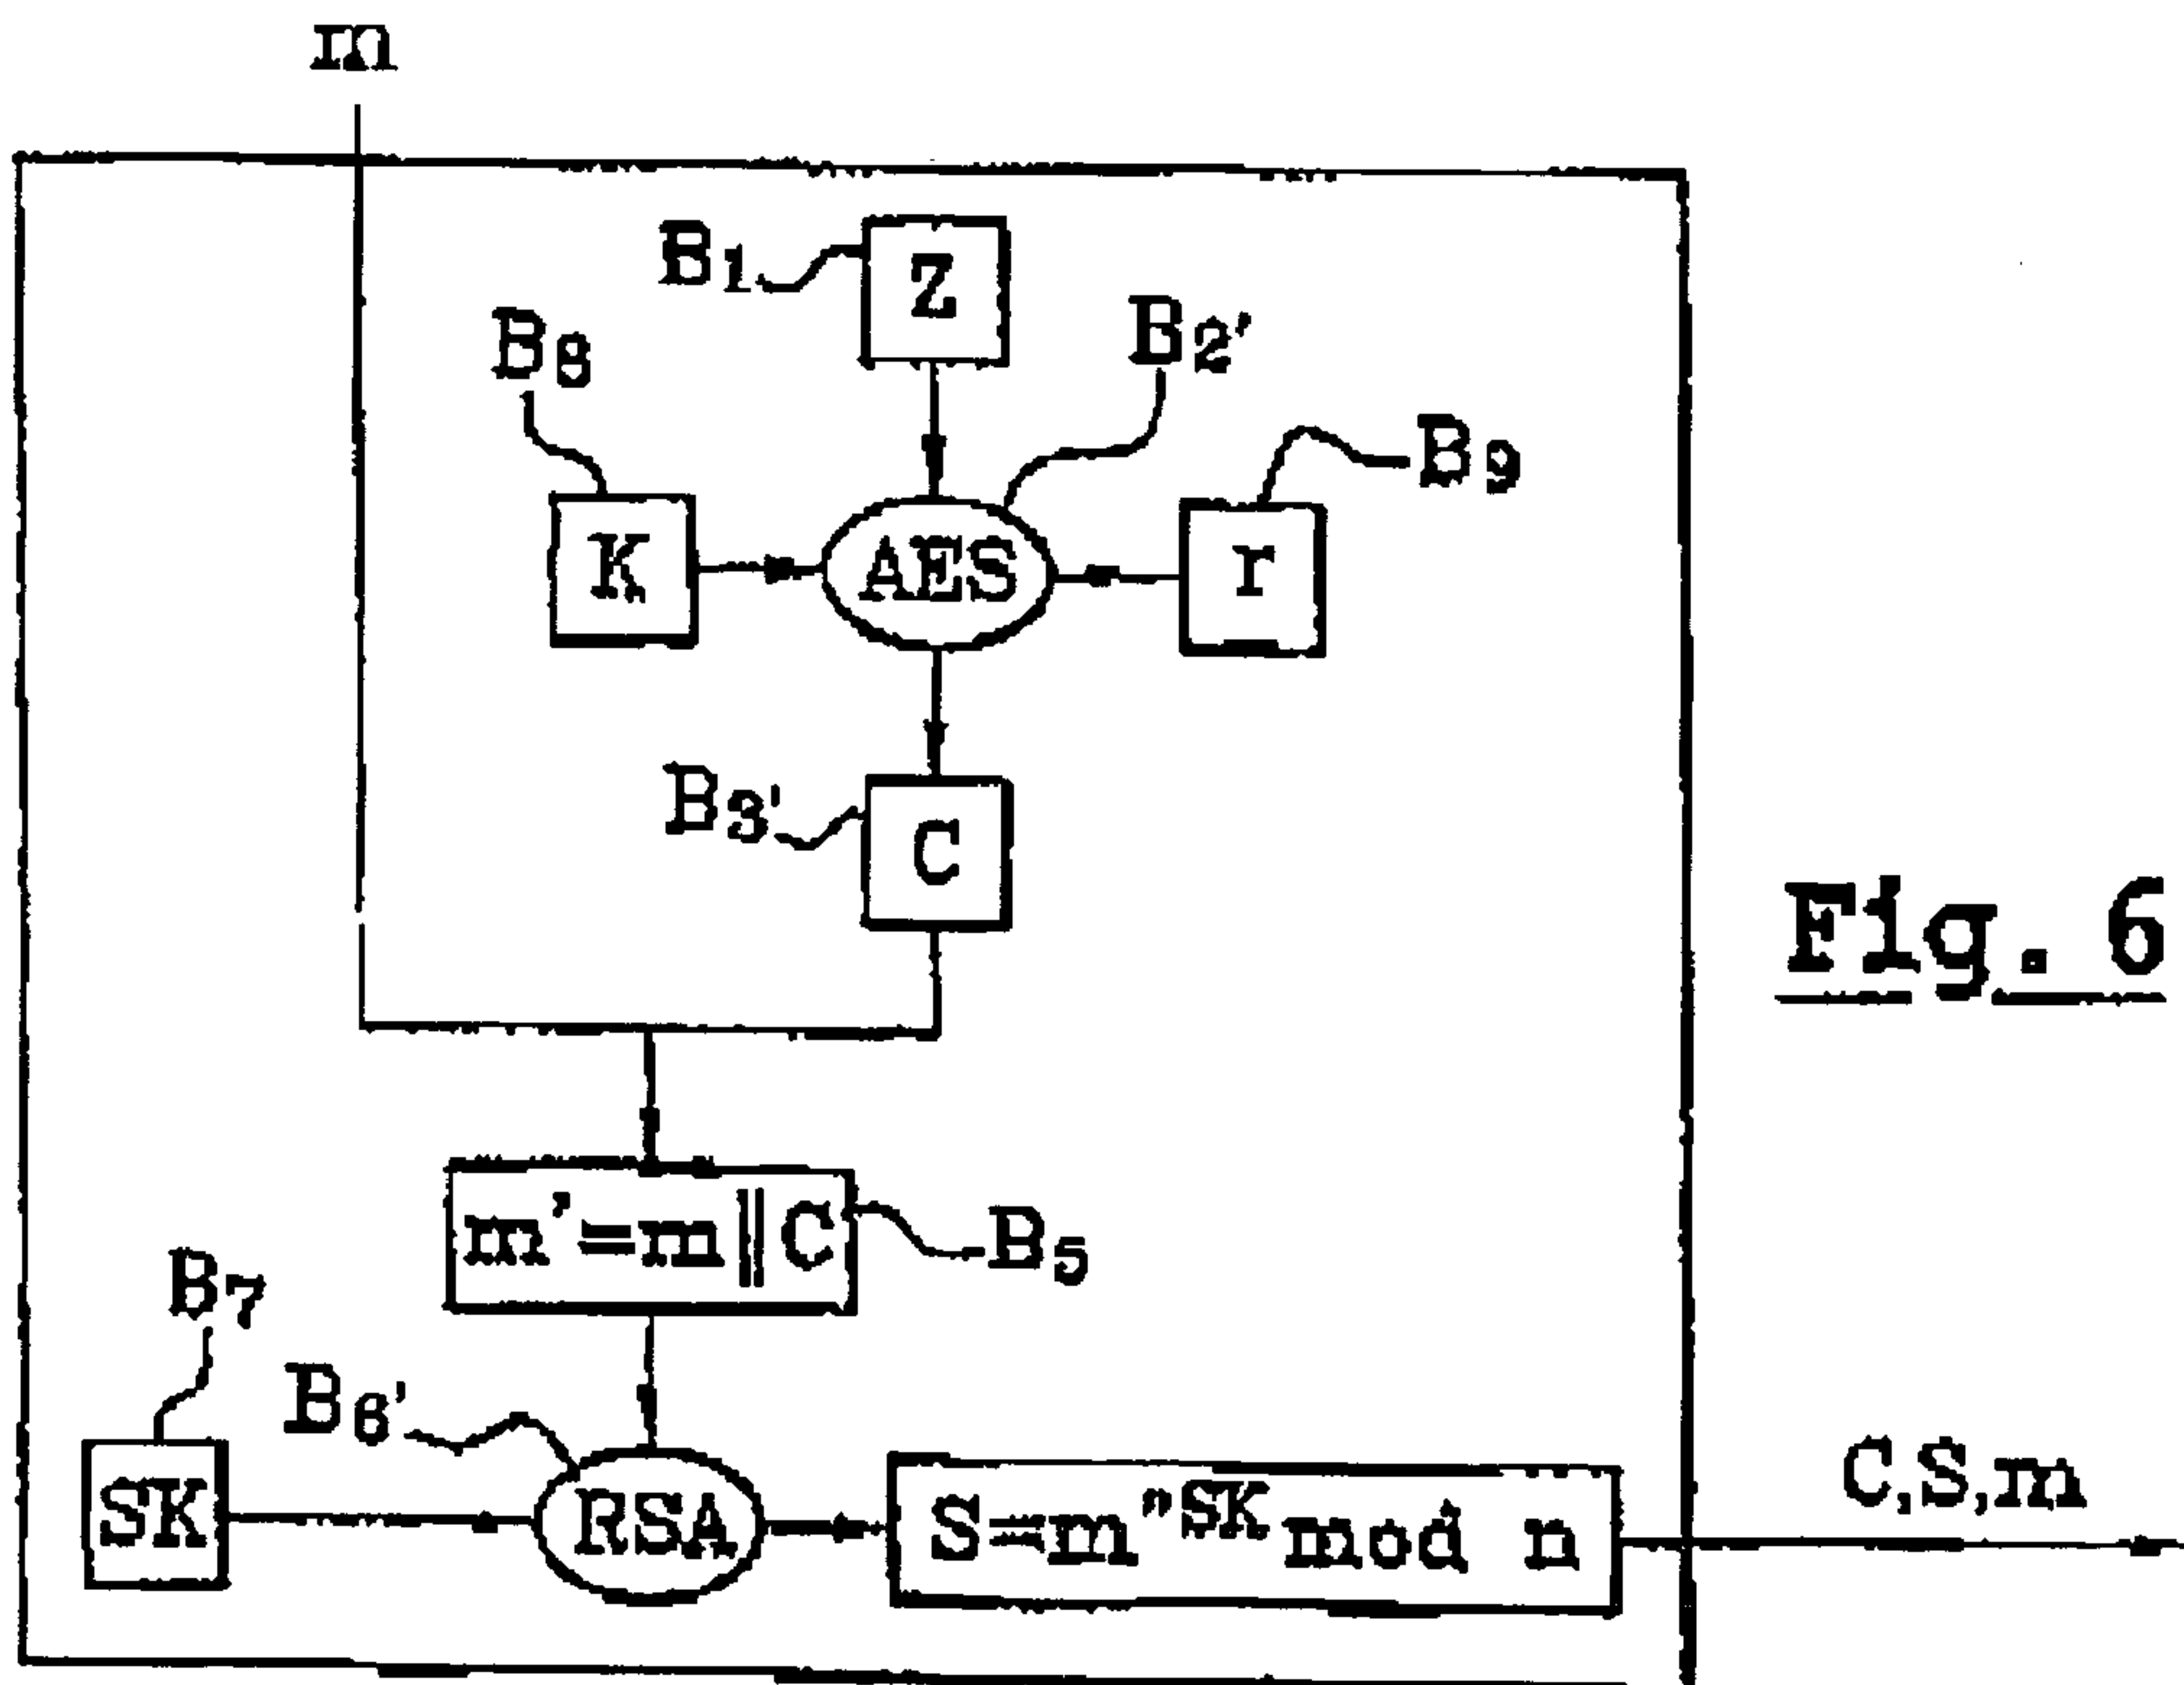 m
B1
Z
B8
B2'
B9
K
AES
r
B3'
C
Fig. 6
m'=m||C
B5
B7
B6'
C,S,m
SK
RSA
S=m"SK mod n